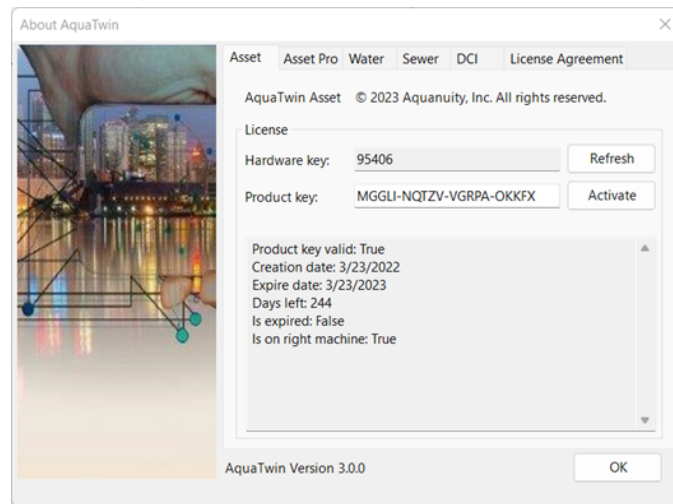 About AquaTwin
Asset Asset Pro Water Sewer DCI License Agreement
AquaTwin Asset © 2023 Aquanuity, Inc. All rights reserved.
License
Hardware key: 95406 Refresh
Product key: MGGLI-NQTZV-VGRPA-OKKFX Activate
Product key valid: True
Creation date: 3/23/2022
Expire date: 3/23/2023
Days left: 244
Is expired: False
Is on right machine: True
AquaTwin Version 3.0.0 OK